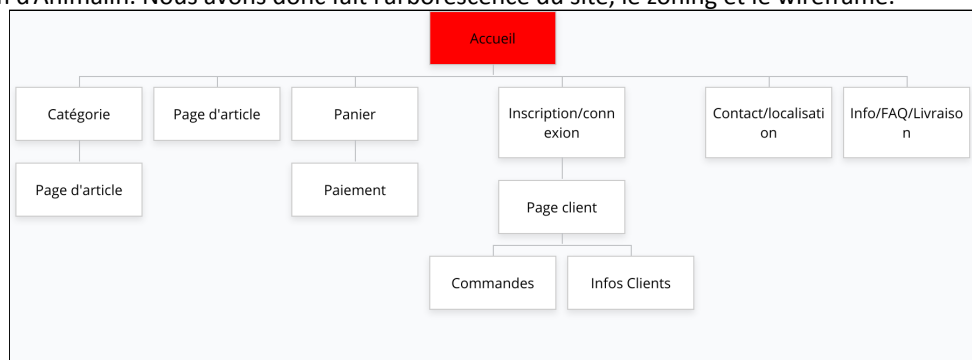 d'Animalin. Nous avons donc fait l'arborescence du site, le zoning et le wireframe.
Accueil
Catégorie
Page d'article
Panier
Inscription/conn
exion
Contact/localisati
on
Info/FAQ/Livraiso
n
Page d'article
Paiement
Page client
Commandes
Infos Clients